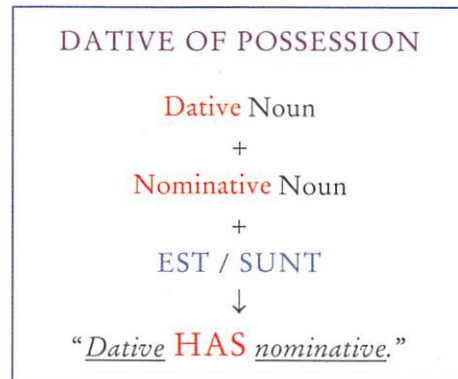 DATIVE OF POSSESSION
Dative Noun
+
Nominative Noun
+
EST / SUNT
↓
“Dative HAS nominative.”